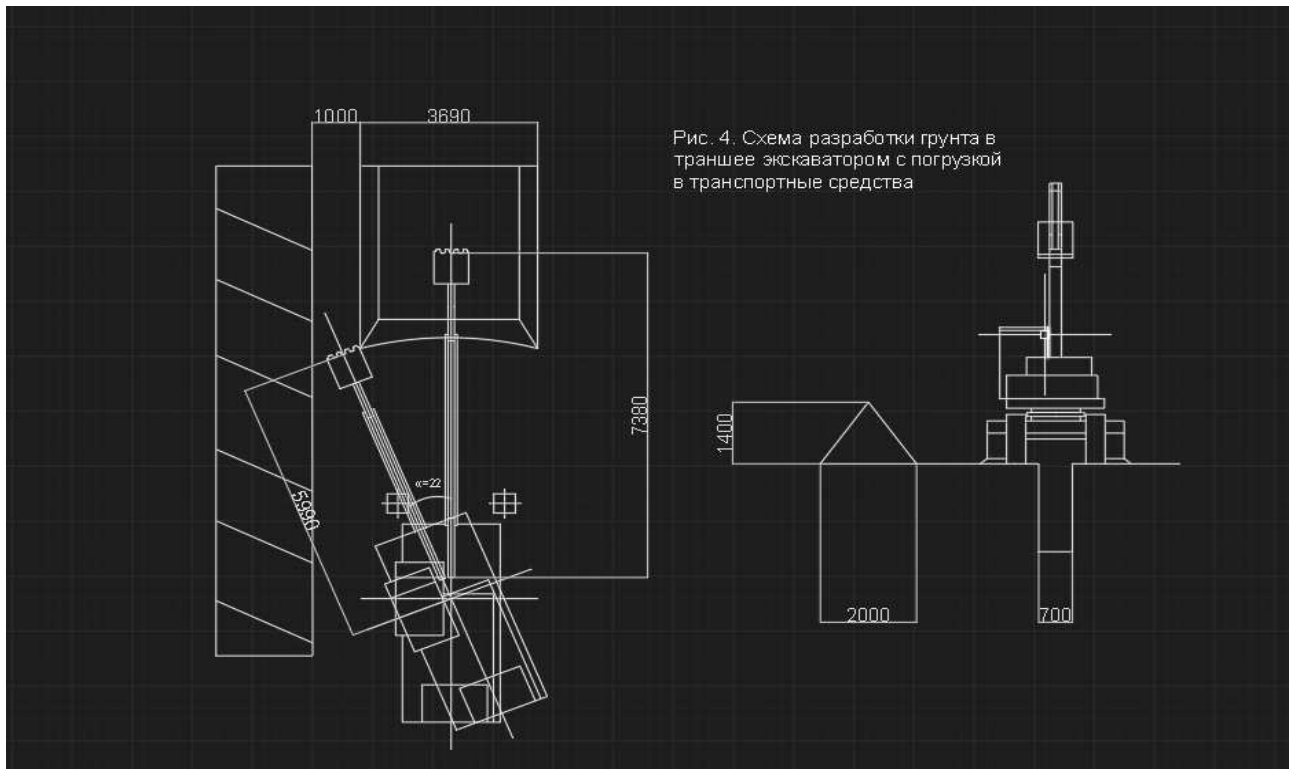 1000
3690
Рис. 4. Схема разработки грунта в
траншее экскаватором с погрузкой
в транспортные средства
7380
1400
∝=22
5990
2000
700